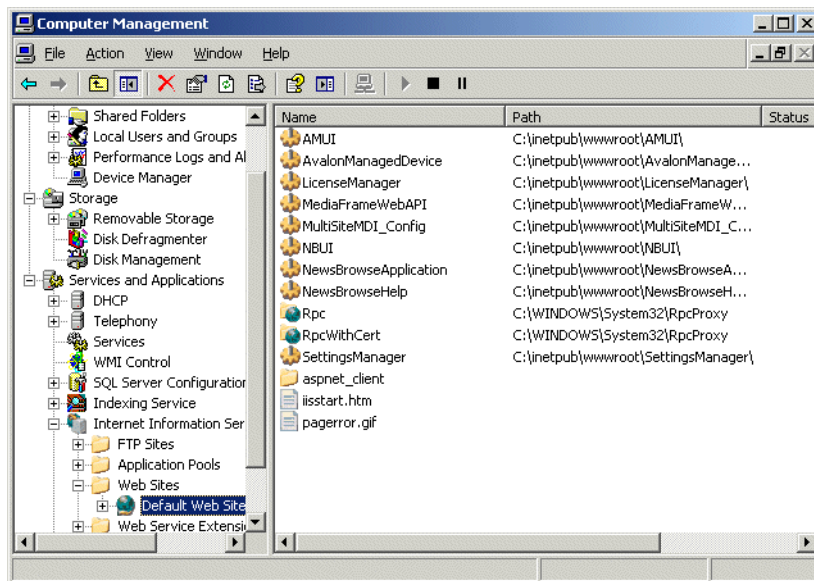 Computer Management
File Action View Window Help
Shared Folders
Local Users and Groups
Performance Logs and Al
Device Manager
Storage
Removable Storage
Disk Defragmenter
Disk Management
Services and Applications
DHCP
Telephony
Services
WMI Control
SQL Server Configuration
Indexing Service
Internet Information Ser
FTP Sites
Application Pools
Web Sites
Default Web Site
Web Service Extensi
Name Path Status
AMUI C:\inetpub\wwwroot\AMUI\
AvalonManagedDevice C:\inetpub\wwwroot\AvalonManage...
LicenseManager C:\inetpub\wwwroot\LicenseManager\
MediaFrameWebAPI C:\inetpub\wwwroot\MediaFrameW...
MultiSiteMDI_Config C:\inetpub\wwwroot\MultiSiteMDI_C...
NBUI C:\inetpub\wwwroot\NBUI\
NewsBrowseApplication C:\inetpub\wwwroot\NewsBrowseA...
NewsBrowseHelp C:\inetpub\wwwroot\NewsBrowseH...
Rpc C:\WINDOWS\System32\RpcProxy
RpcWithCert C:\WINDOWS\System32\RpcProxy
SettingsManager C:\inetpub\wwwroot\SettingsManager\
aspnet_client
iisstart.htm
pagerror.gif